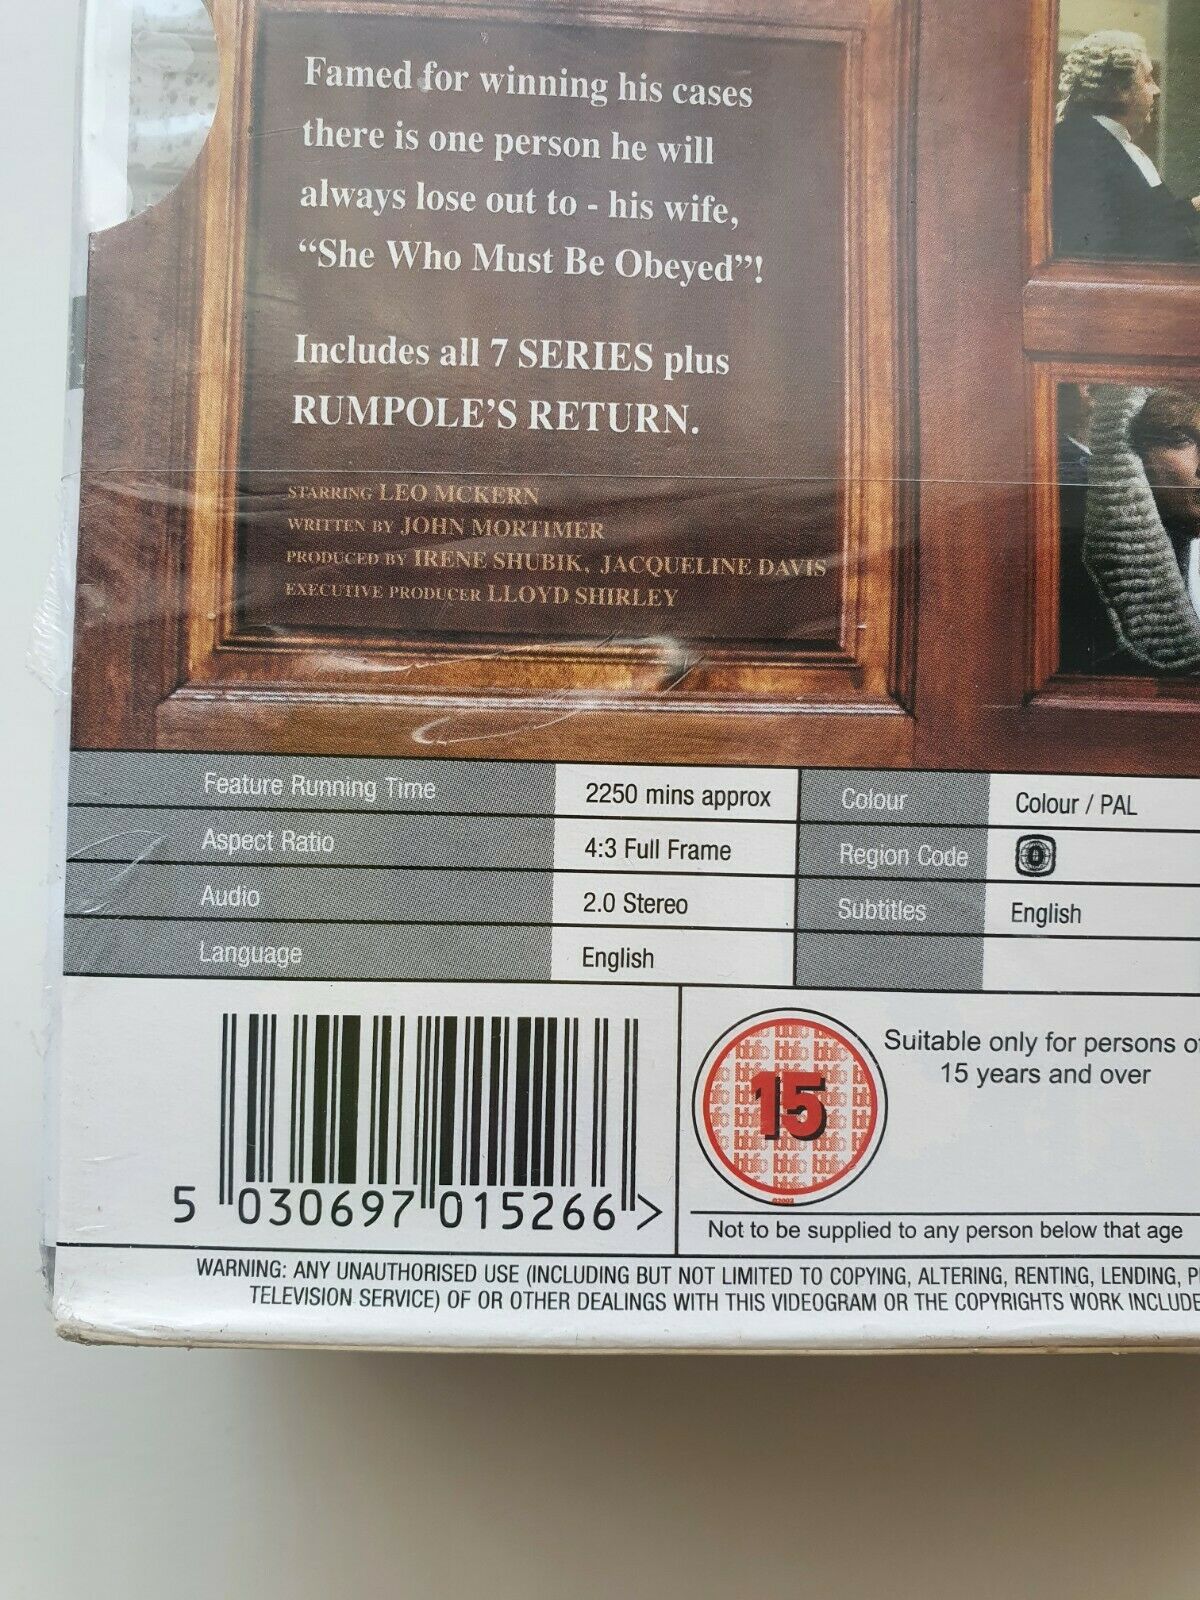 Famed for winning his cases
there is one person he will
always lose out to - his wife,
“She Who Must Be Obeyed”!
Includes all 7 SERIES plus
RUMPOLE'S RETURN.
STARRING LEO MCKERN
WRITTEN BY JOHN MORTIMER
PRODUCED BY IRENE SHUBIK, JACQUELINE DAVIS
EXECUTIVE PRODUCER LLOYD SHIRLEY
Feature Running Time 2250 mins approx Colour Colour / PAL
Aspect Ratio 4:3 Full Frame Region Code 0
Audio 2.0 Stereo Subtitles English
Language English
5 030697 015266 >
15
Suitable only for persons of
15 years and over
Not to be supplied to any person below that age
WARNING: ANY UNAUTHORISED USE (INCLUDING BUT NOT LIMITED TO COPYING, ALTERING, RENTING, LENDING, P
TELEVISION SERVICE) OF OR OTHER DEALINGS WITH THIS VIDEOGRAM OR THE COPYRIGHTS WORK INCLUDE